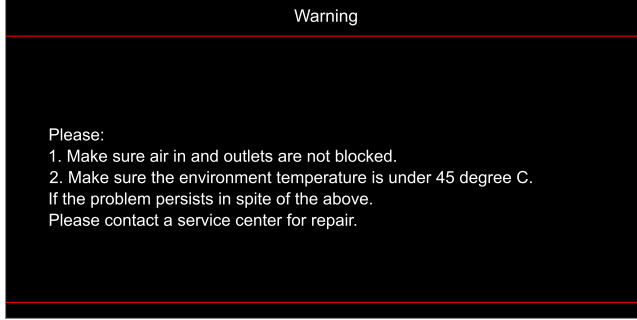 Warning
Please:
1. Make sure air in and outlets are not blocked.
2. Make sure the environment temperature is under 45 degree C.
If the problem persists in spite of the above.
Please contact a service center for repair.